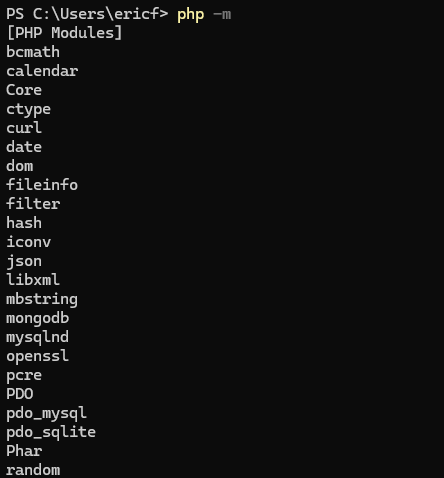 PS C:\Users\ericf> php -m
[PHP Modules]
bcmath
calendar
Core
ctype
curl
date
dom
fileinfo
filter
hash
iconv
json
libxml
mbstring
mongodb
mysqlnd
openssl
pcre
PDO
pdo_mysql
pdo_sqlite
Phar
random